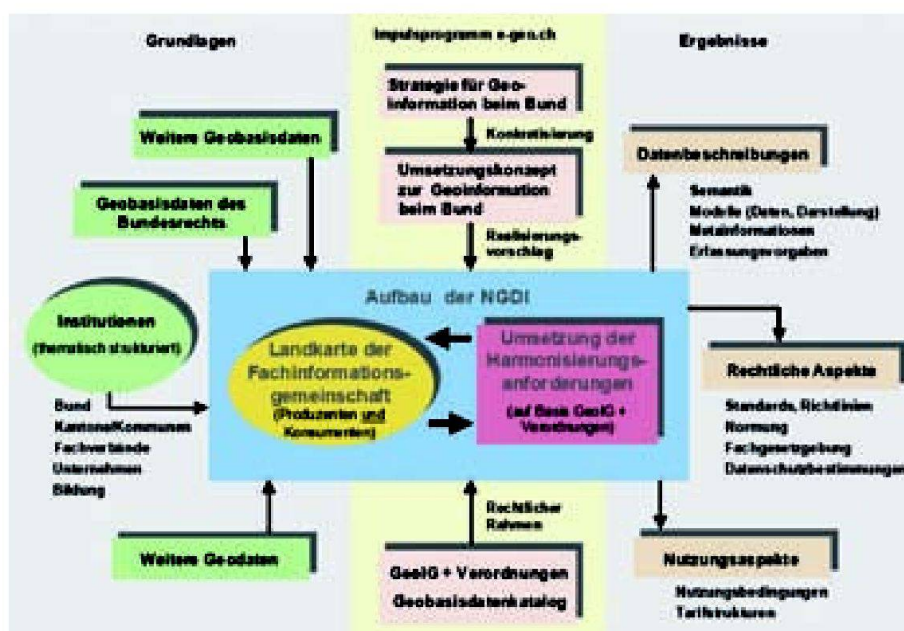 Grundlagen
Impulsprogramm e-geo.ch
Ergebnisse
Weitere Geobasisdaten
Geobasisdaten des
Bundesrechts
Institutionen
(thematisch strukturiert)
Bund
Kantone/Kommunen
Fachverbände
Unternehmen
Bildung
Weitere Geodaten
Strategie für Geo-
information beim Bund
Konkretisierung
Umsetzungskonzept
zur Geoinformation
beim Bund
Realisierungs-
vorschlag
Aufbau der NGDI
Landkarte der
Fachinformations-
gemeinschaft
(Produzenten und
Konsumenten)
Umsetzung der
Harmonisierungs-
anforderungen
(auf Basis GeoIG +
Verordnungen)
Rechtlicher
Rahmen
GeoIG + Verordnungen
Geobasisdatenkatalog
Datenbeschreibungen
Semantik
Modelle (Daten, Darstellung)
Metainformationen
Erfassungsvorgaben
Rechtliche Aspekte
Standards, Richtlinien
Normung
Fachgesetzgebung
Datenschutzbestimmungen
Nutzungsaspekte
Nutzungsbedingungen
Tarifstrukturen